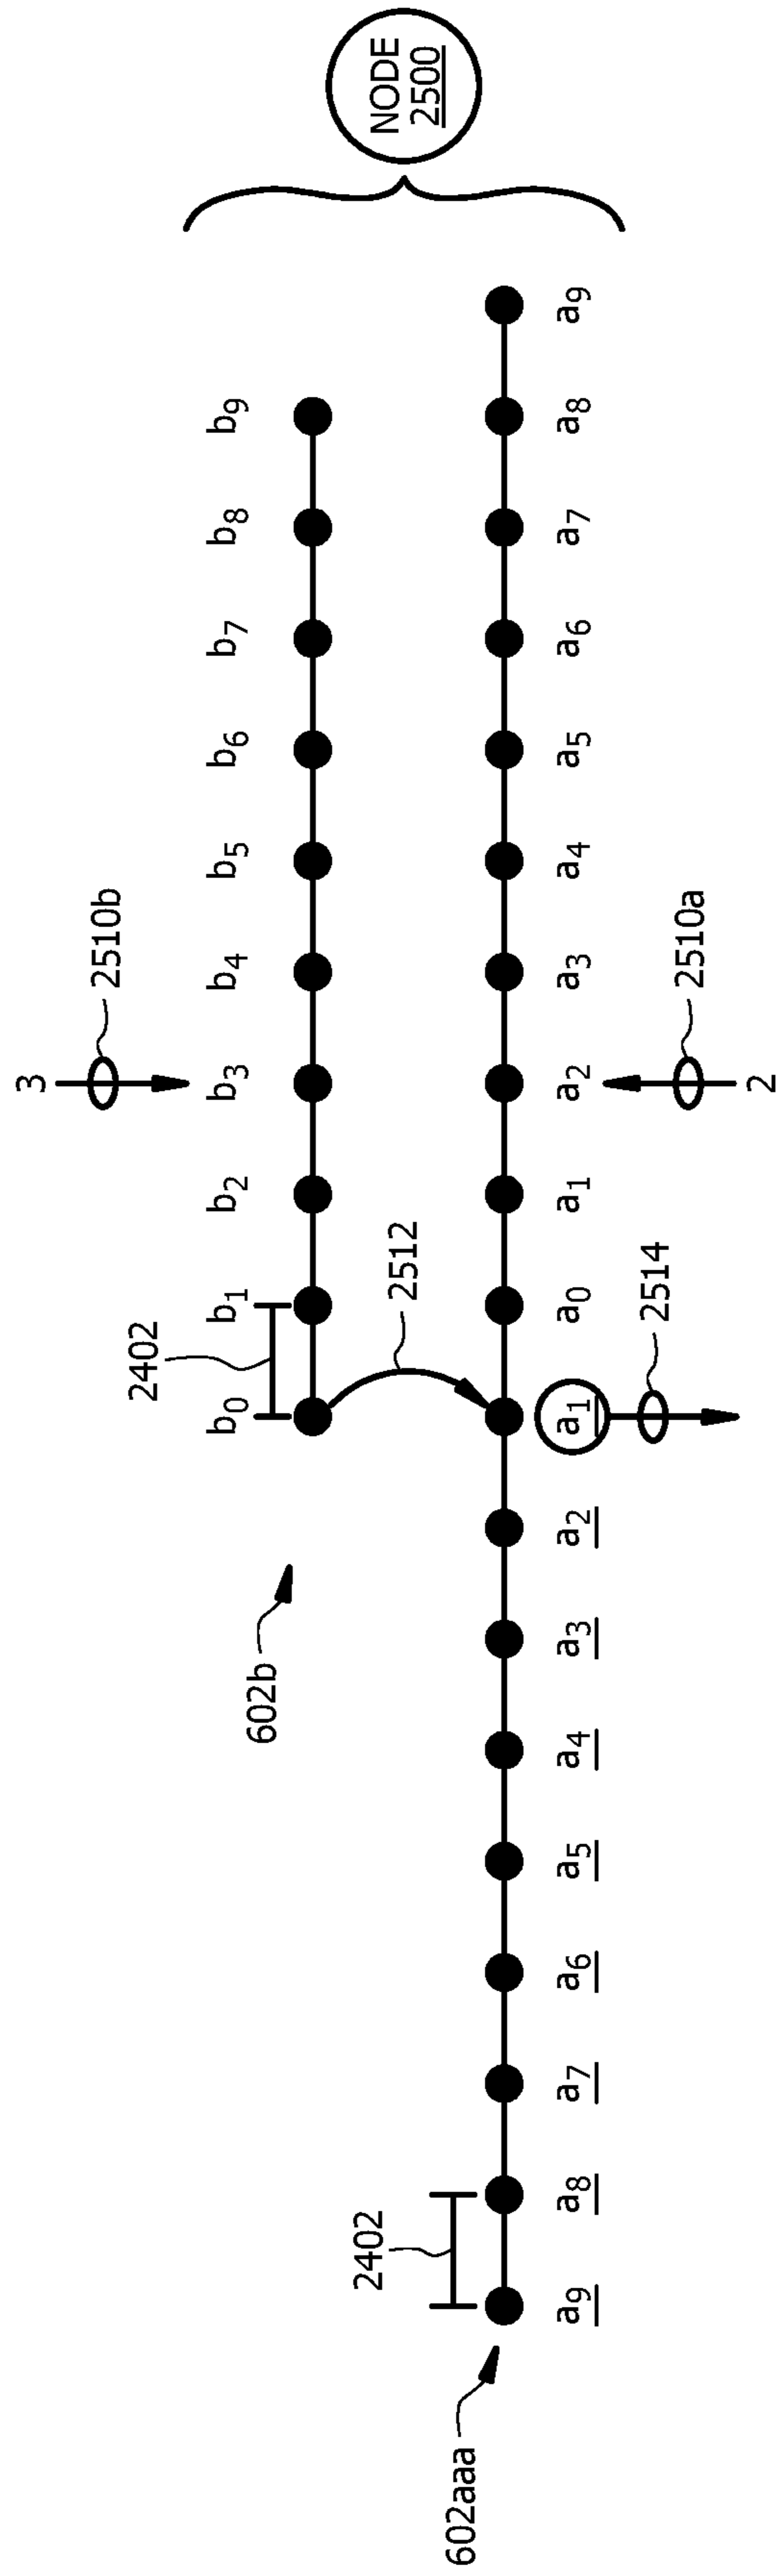 3
2510b
2402
b₀ b₁ b₂ b₃ b₄ b₅ b₆ b₇ b₈ b₉
602b
2402
2512
NODE
2500
602aaa
a₉̲ a₈̲ a₇̲ a₆̲ a₅̲ a₄̲ a₃̲ a₂̲ a₁̲ a₀ a₁ a₂ a₃ a₄ a₅ a₆ a₇ a₈ a₉
2514
2510a
2